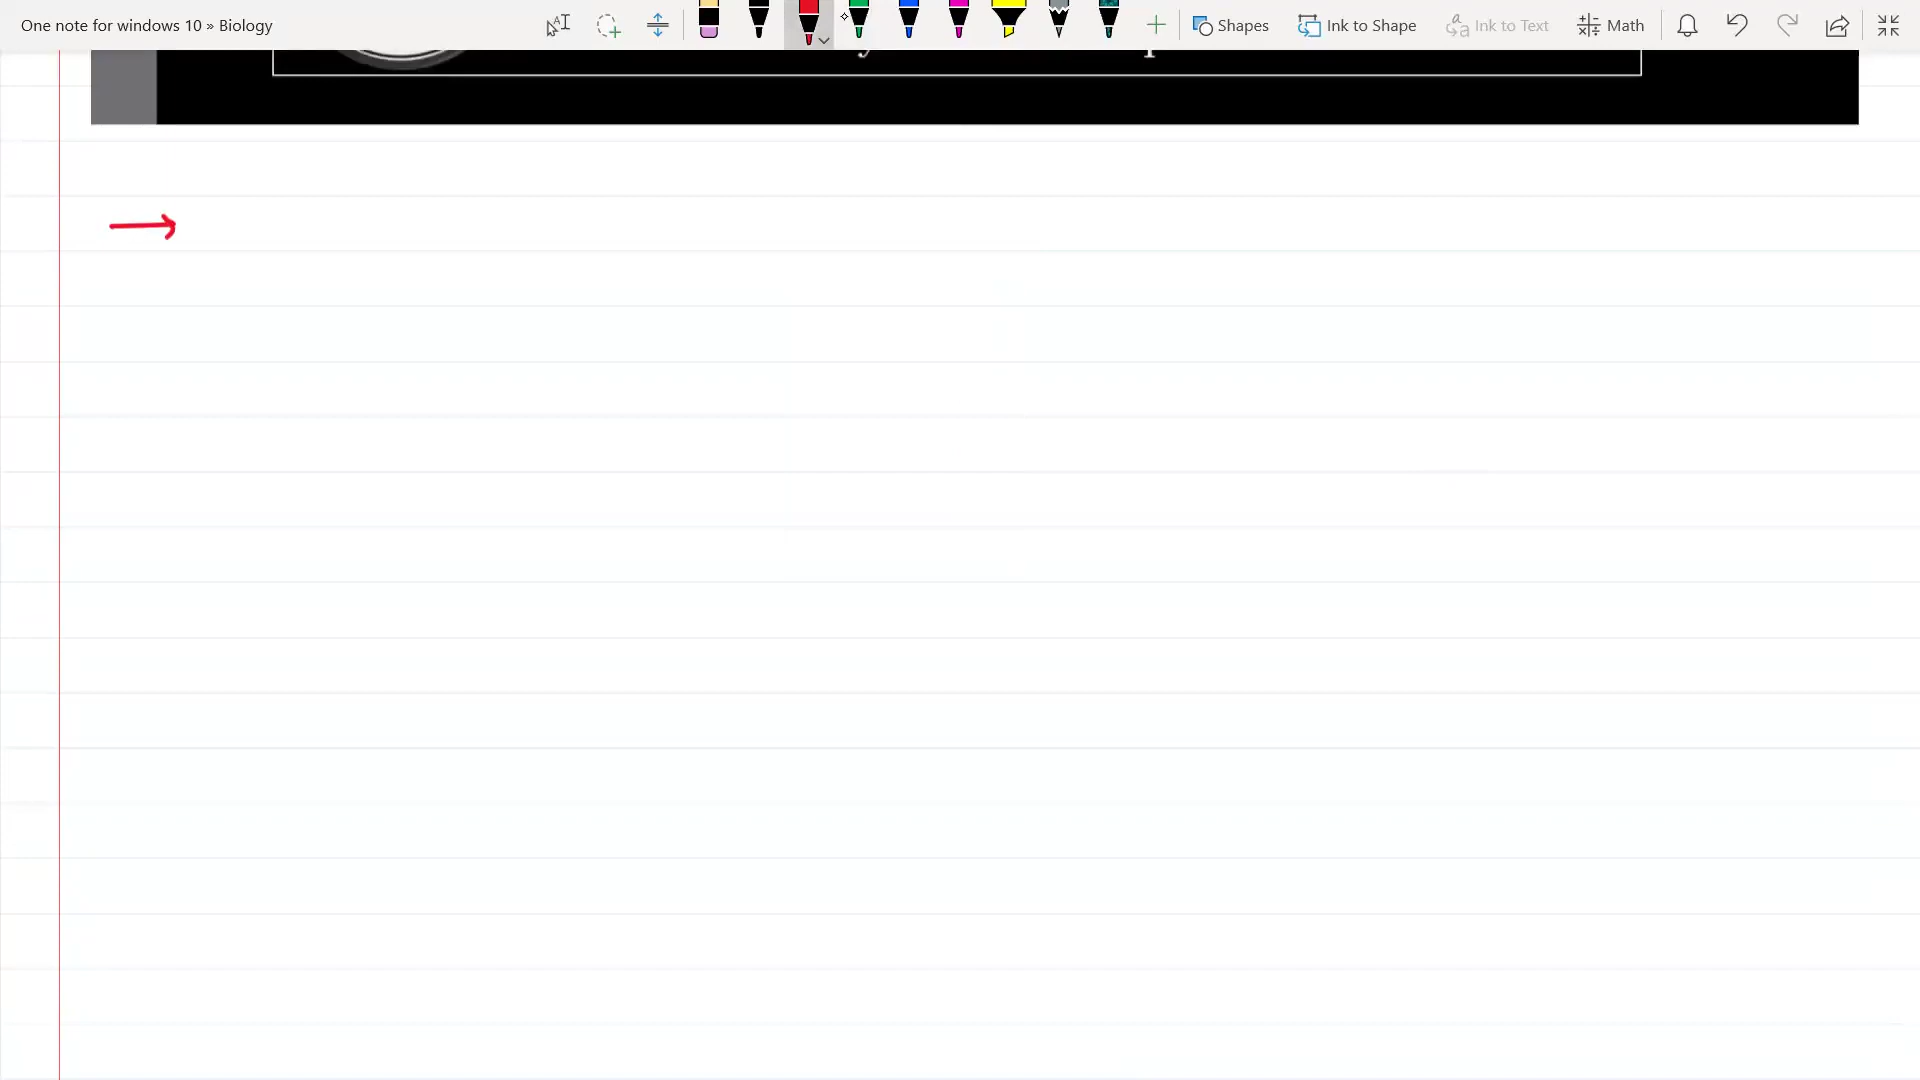 One note for windows 10 » Biology
Shapes
Ink to Shape
Ink to Text
Math